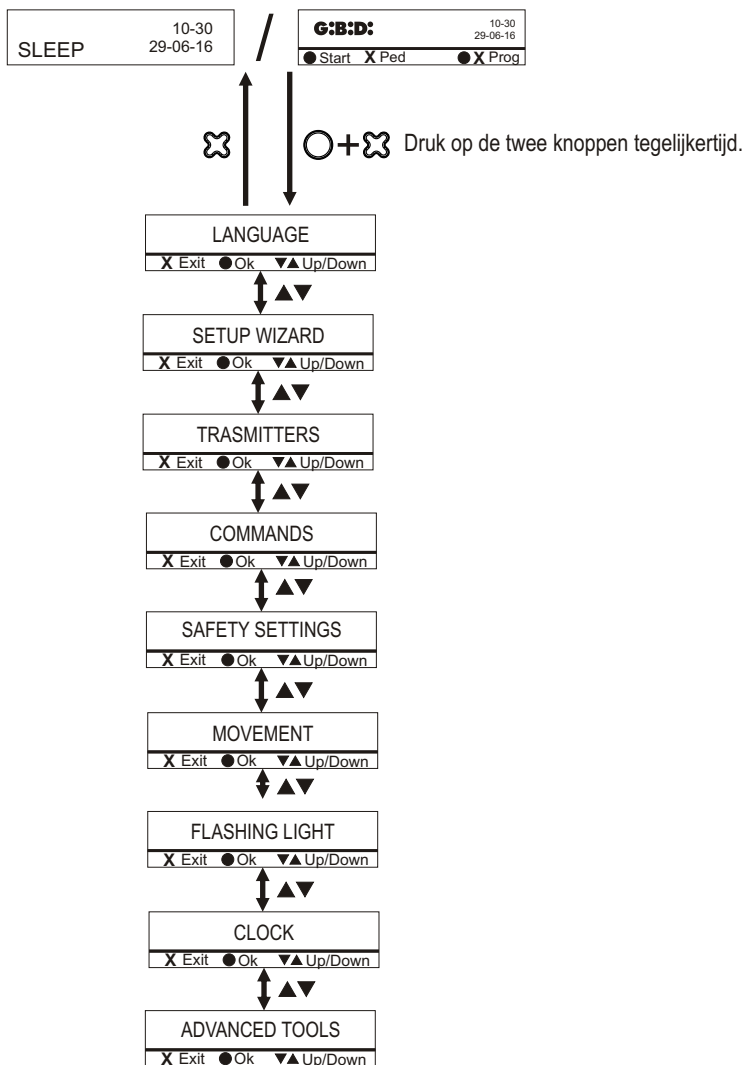 10-30
SLEEP 29-06-16
/
G:B:D: 10-30
29-06-16
● Start X Ped ● X Prog
+ Druk op de twee knoppen tegelijkertijd.
LANGUAGE
X Exit ● Ok ▼▲ Up/Down
▲▼
SETUP WIZARD
X Exit ● Ok ▼▲ Up/Down
▲▼
TRASMITTERS
X Exit ● Ok ▼▲ Up/Down
▲▼
COMMANDS
X Exit ● Ok ▼▲ Up/Down
▲▼
SAFETY SETTINGS
X Exit ● Ok ▼▲ Up/Down
▲▼
MOVEMENT
X Exit ● Ok ▼▲ Up/Down
▲▼
FLASHING LIGHT
X Exit ● Ok ▼▲ Up/Down
▲▼
CLOCK
X Exit ● Ok ▼▲ Up/Down
▲▼
ADVANCED TOOLS
X Exit ● Ok ▼▲ Up/Down